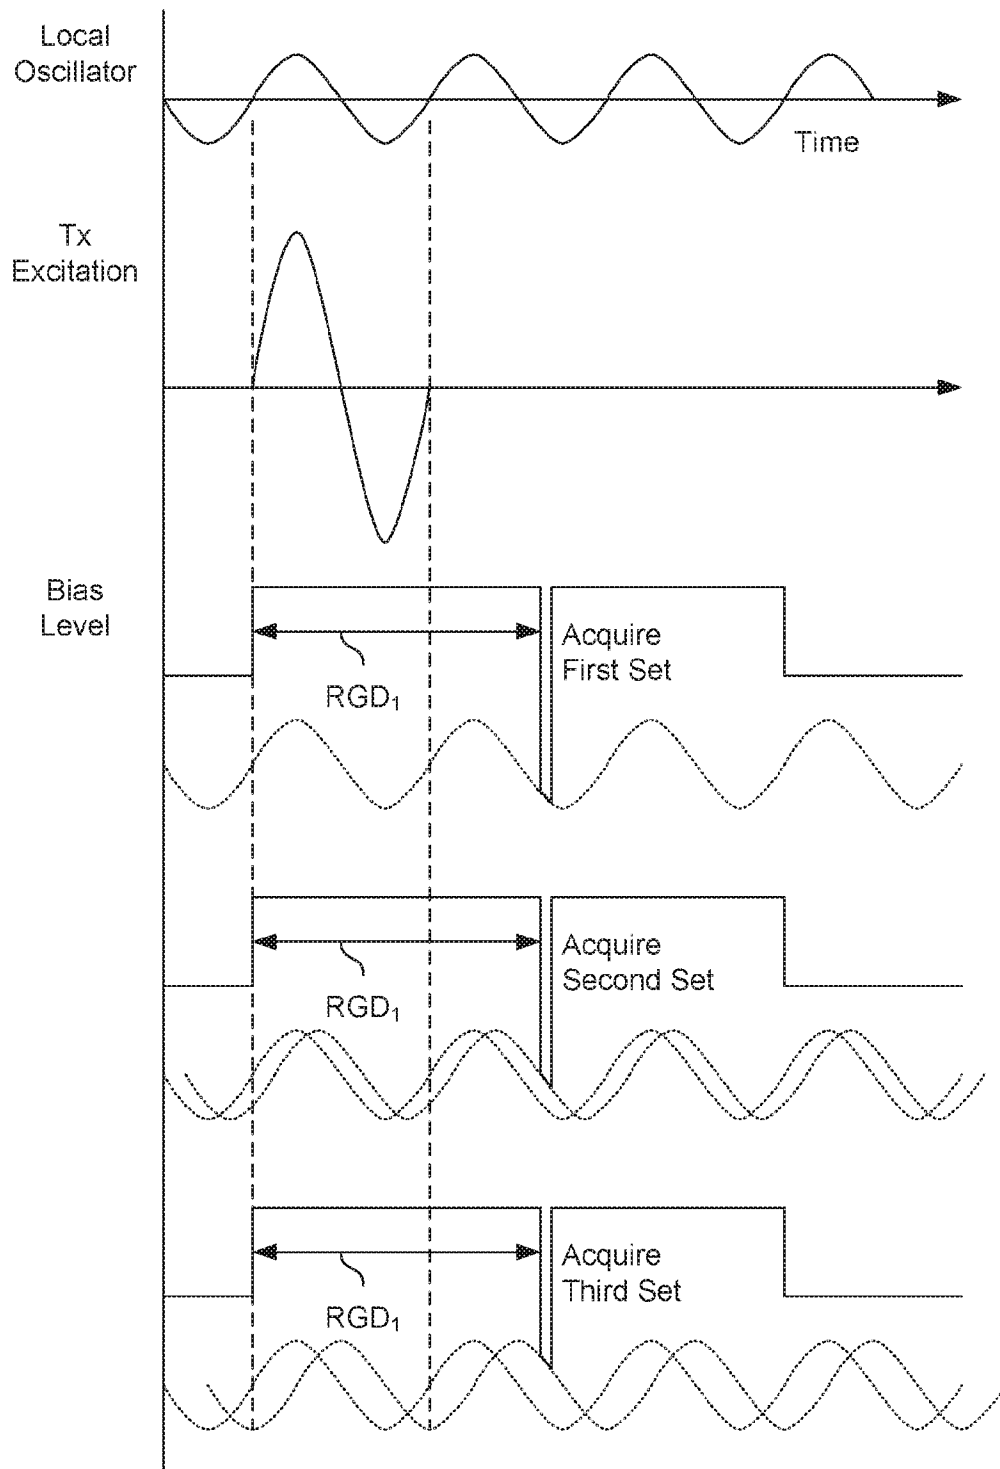 Local
Oscillator
Time
Tx
Excitation
Bias
Level
Acquire
First Set
RGD₁
Acquire
Second Set
RGD₁
Acquire
Third Set
RGD₁